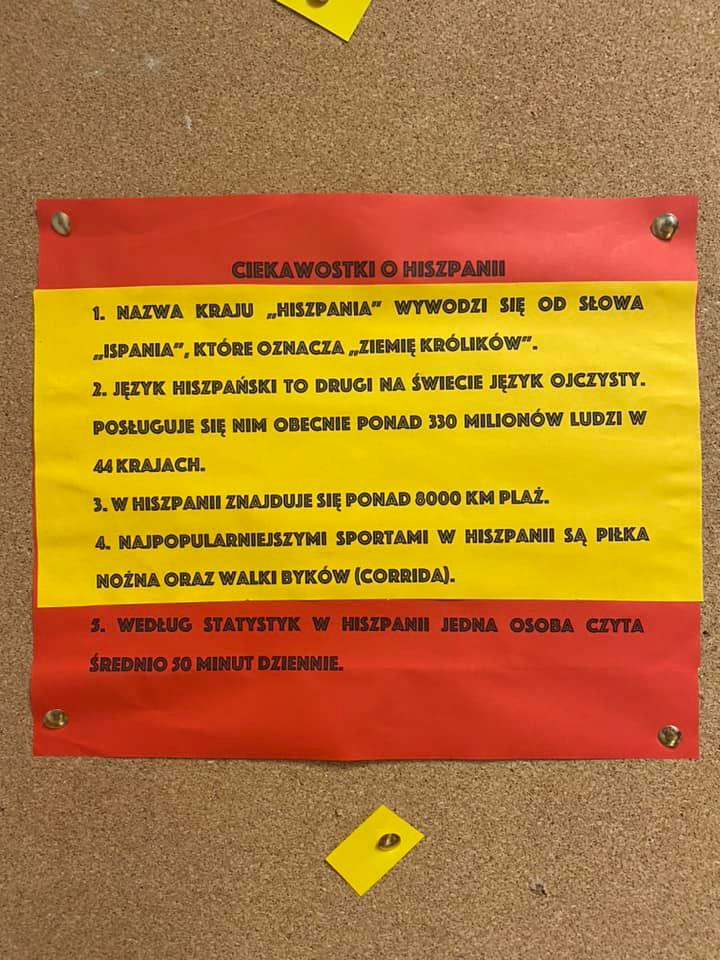 CIEKAWOSTKI O HISZPANII
1. NAZWA KRAJU „HISZPANIA” WYWODZI SIĘ OD SŁOWA
„ISPANIA”, KTÓRE OZNACZA „ZIEMIĘ KRÓLIKÓW”.
2. JĘZYK HISZPAŃSKI TO DRUGI NA ŚWIECIE JĘZYK OJCZYSTY.
POSŁUGUJE SIĘ NIM OBECNIE PONAD 330 MILIONÓW LUDZI W
44 KRAJACH.
3. W HISZPANII ZNAJDUJE SIĘ PONAD 8000 KM PLAŻ.
4. NAJPOPULARNIEJSZYMI SPORTAMI W HISZPANII SĄ PIŁKA
NOŻNA ORAZ WALKI BYKÓW (CORRIDA).
5. WEDŁUG STATYSTYK W HISZPANII JEDNA OSOBA CZYTA
ŚREDNIO 50 MINUT DZIENNIE.